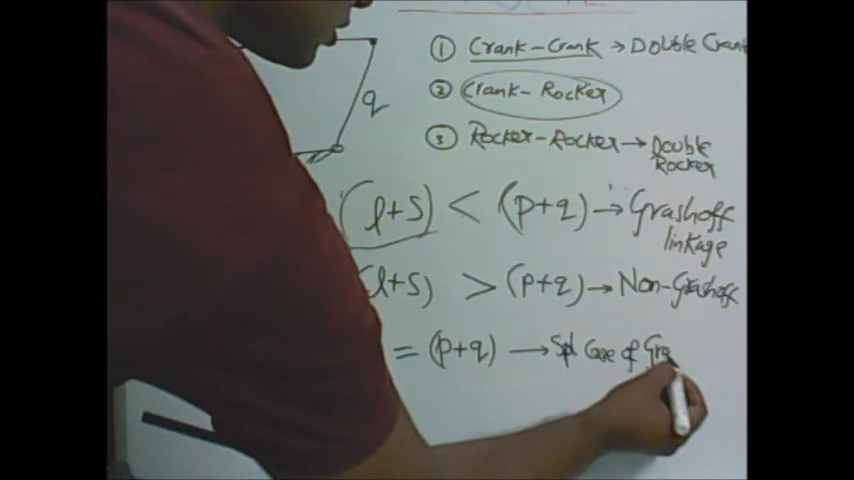 ① Crank-Crank → Double Crank
q
② Crank-Rocker
③ Rocker-Rocker → Double
Rocker
(l+s) < (p+q) → Grashoff
linkage
(l+s) > (p+q) → Non-Grashoff
= (p+q) → Spl Case of Gra